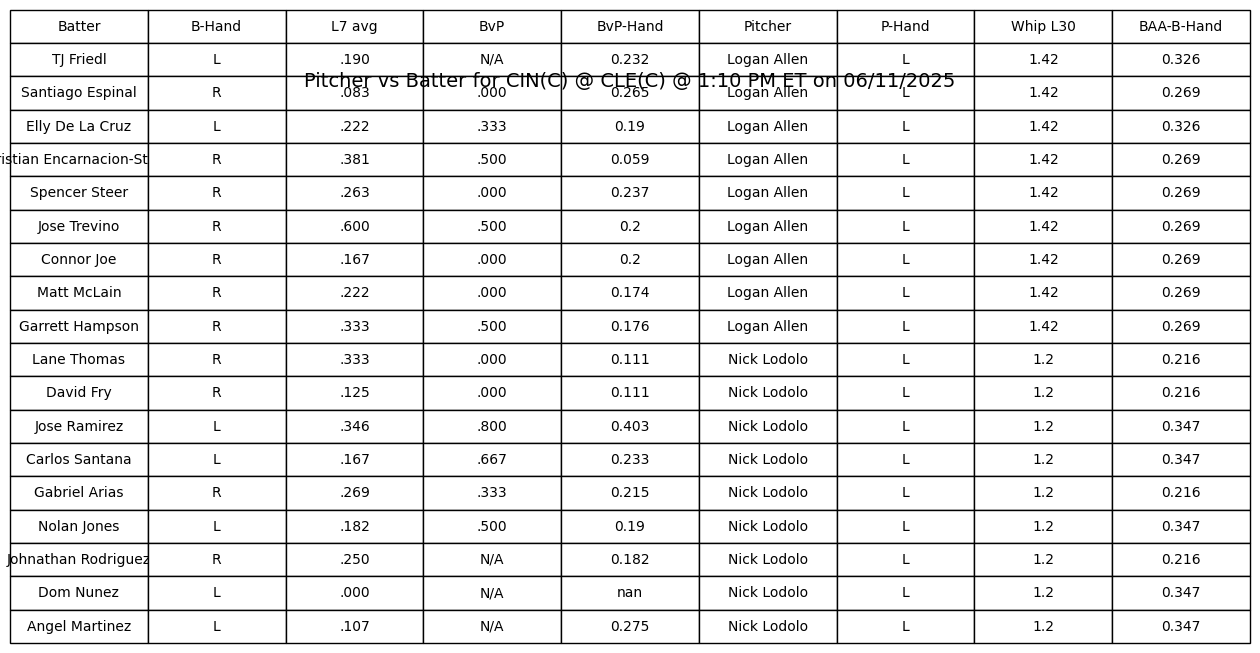 Batter B-Hand L7 avg BvP BvP-Hand Pitcher P-Hand Whip L30 BAA-B-Hand
TJ Friedl L .190 N/A 0.232 Logan Allen L 1.42 0.326
Pitcher vs Batter for CIN(C) @ CLE(C) @ 1:10 PM ET on 06/11/2025
Santiago Espinal R .083 .000 0.265 Logan Allen L 1.42 0.269
Elly De La Cruz L .222 .333 0.19 Logan Allen L 1.42 0.326
istian Encarnacion-St R .381 .500 0.059 Logan Allen L 1.42 0.269
Spencer Steer R .263 .000 0.237 Logan Allen L 1.42 0.269
Jose Trevino R .600 .500 0.2 Logan Allen L 1.42 0.269
Connor Joe R .167 .000 0.2 Logan Allen L 1.42 0.269
Matt McLain R .222 .000 0.174 Logan Allen L 1.42 0.269
Garrett Hampson R .333 .500 0.176 Logan Allen L 1.42 0.269
Lane Thomas R .333 .000 0.111 Nick Lodolo L 1.2 0.216
David Fry R .125 .000 0.111 Nick Lodolo L 1.2 0.216
Jose Ramirez L .346 .800 0.403 Nick Lodolo L 1.2 0.347
Carlos Santana L .167 .667 0.233 Nick Lodolo L 1.2 0.347
Gabriel Arias R .269 .333 0.215 Nick Lodolo L 1.2 0.216
Nolan Jones L .182 .500 0.19 Nick Lodolo L 1.2 0.347
Johnathan Rodriguez R .250 N/A 0.182 Nick Lodolo L 1.2 0.216
Dom Nunez L .000 N/A nan Nick Lodolo L 1.2 0.347
Angel Martinez L .107 N/A 0.275 Nick Lodolo L 1.2 0.347